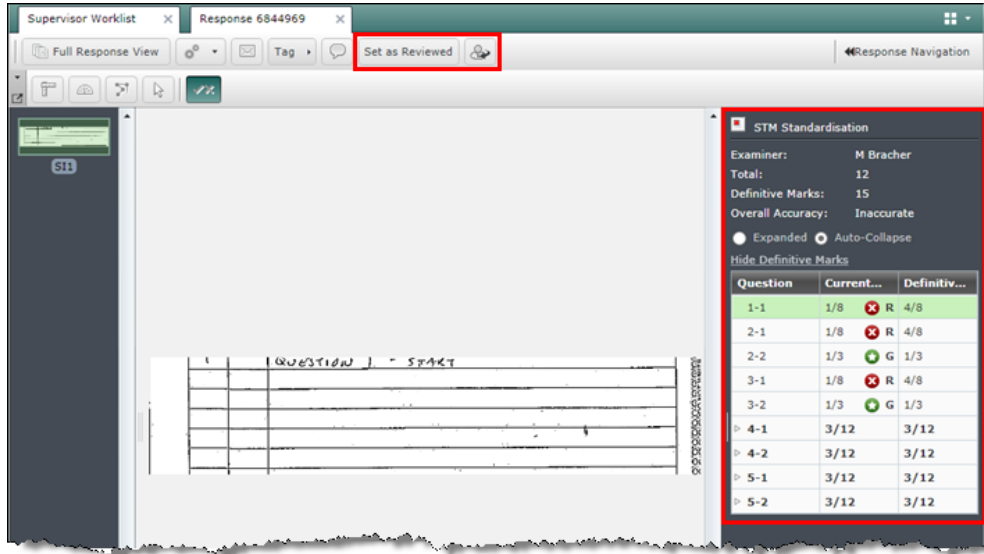 Supervisor Worklist × Response 6844969 ×
Full Response View Tag Set as Reviewed Response Navigation
SI1
1 QUESTION 1 - START
STM Standardisation
Examiner: M Bracher
Total: 12
Definitive Marks: 15
Overall Accuracy: Inaccurate
Expanded Auto-Collapse
Hide Definitive Marks
Question Current... Definitiv...
1-1 1/8 R 4/8
2-1 1/8 R 4/8
2-2 1/3 G 1/3
3-1 1/8 R 4/8
3-2 1/3 G 1/3
4-1 3/12 3/12
4-2 3/12 3/12
5-1 3/12 3/12
5-2 3/12 3/12